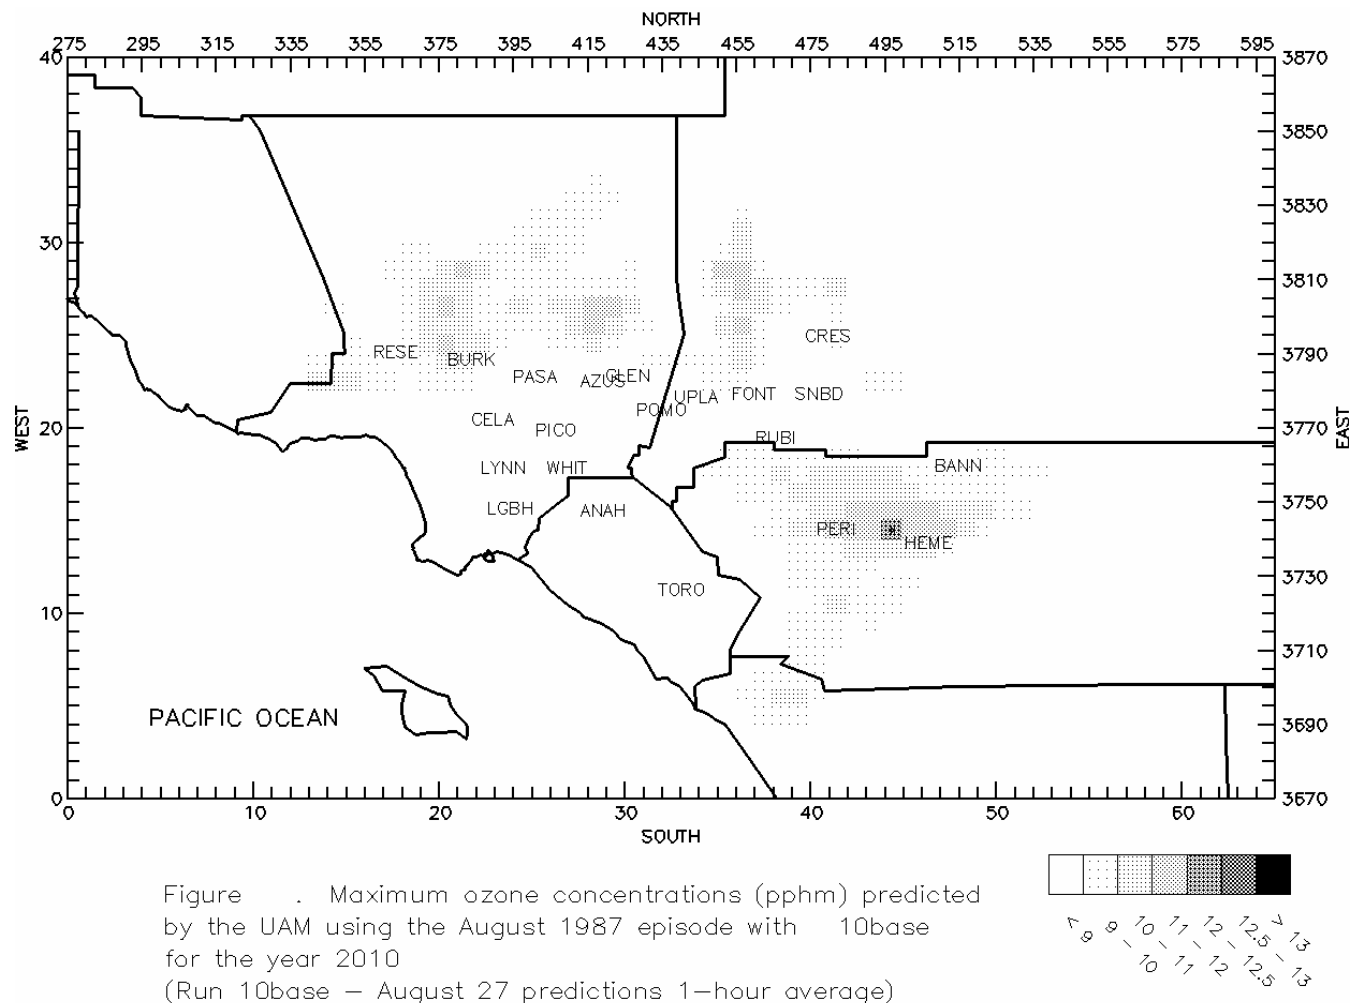 NORTH
275 295 315 335 355 375 395 415 435 455 475 495 515 535 555 575 595
40 3870
3850
30 3830
3810
CRES
RESE BURK 3790
PASA AZUS GLEN
UPLA FONT SNBD
POMO
WEST 20 CELA PICO RUBI 3770 EAST
LYNN WHIT BANN
LGBH ANAH 3750
PERI HEME
TORO 3730
10
3710
PACIFIC OCEAN 3690
0 3670
0 10 20 30 40 50 60
SOUTH
Figure . Maximum ozone concentrations (pphm) predicted
by the UAM using the August 1987 episode with 10base
for the year 2010
(Run 10base – August 27 predictions 1–hour average)
< 9 9 – 10 10 – 11 11 – 12 12 – 12.5 12.5 – 13 > 13